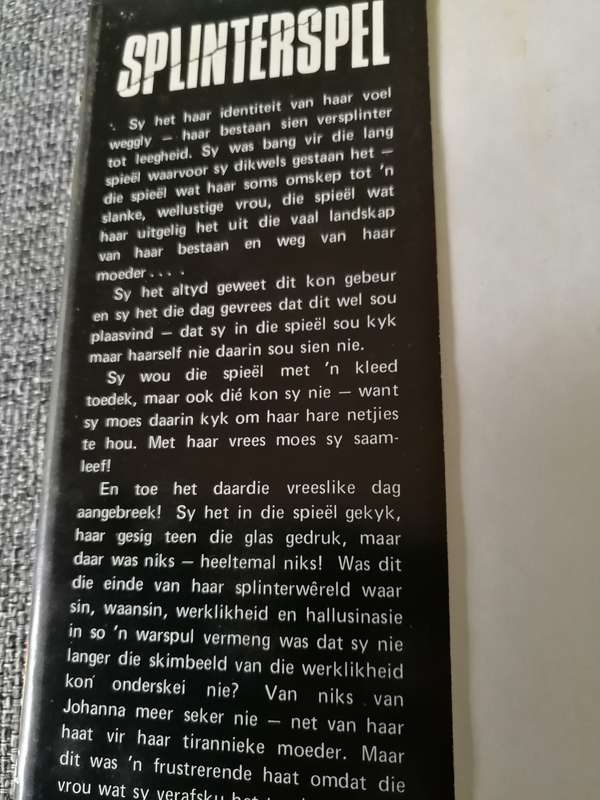 SPLINTERSPEL
Sy het haar identiteit van haar voel
weggly — haar bestaan sien versplinter
tot leegheid. Sy was bang vir die lang
spieël waarvoor sy dikwels gestaan het —
die spieël wat haar soms omskep tot 'n
slanke, wellustige vrou, die spieël wat
haar uitgelig het uit die vaal landskap
van haar bestaan en weg van haar
moeder . . . .
Sy het altyd geweet dit kon gebeur
en sy het die dag gevrees dat dit wel sou
plaasvind — dat sy in die spieël sou kyk
maar haarself nie daarin sou sien nie.
Sy wou die spieël met 'n kleed
toedek, maar ook dié kon sy nie — want
sy moes daarin kyk om haar hare netjies
te hou. Met haar vrees moes sy saam-
leef!
En toe het daardie vreeslike dag
aangebreek! Sy het in die spieël gekyk,
haar gesig teen die glas gedruk, maar
daar was niks — heeltemal niks! Was dit
die einde van haar splinterwêreld waar
sin, waansin, werklikheid en hallusinasie
in so 'n warspul vermeng was dat sy nie
langer die skimbeeld van die werklikheid
kon onderskei nie? Van niks van
Johanna meer seker nie — net van haar
haat vir haar tirannieke moeder. Maar
dit was 'n frustrerende haat omdat die
vrou wat sy verafsku het